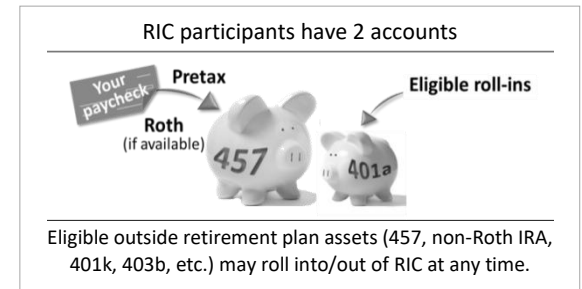 RIC participants have 2 accounts
Your
paycheck
Pretax
Roth
(if available)
457
Eligible roll-ins
401a
Eligible outside retirement plan assets (457, non-Roth IRA,
401k, 403b, etc.) may roll into/out of RIC at any time.